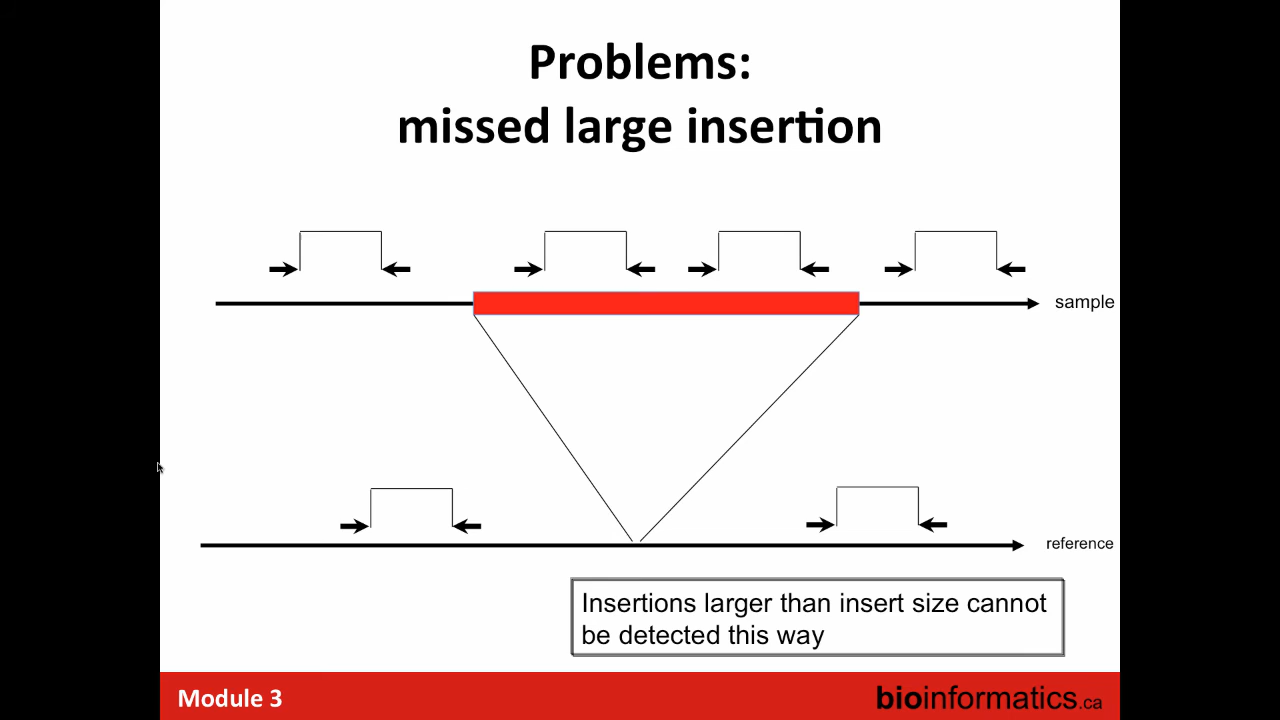 Problems:
missed large insertion
sample
reference
Insertions larger than insert size cannot
be detected this way
Module 3
bioinformatics.ca